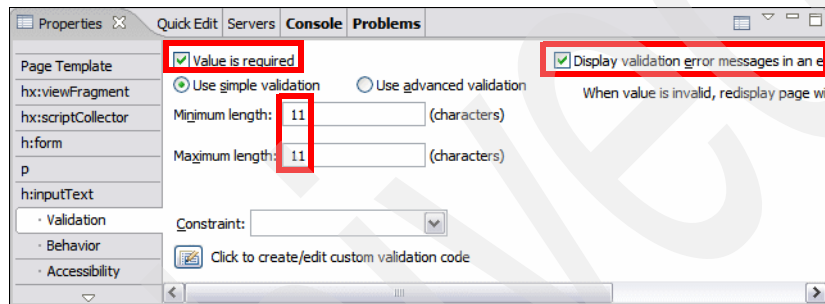 Properties Quick Edit Servers Console Problems
Page Template
hx:viewFragment
hx:scriptCollector
h:form
p
h:inputText
· Validation
· Behavior
· Accessibility
Value is required
Use simple validation Use advanced validation
Minimum length: 11 (characters)
Maximum length: 11 (characters)
Constraint:
Click to create/edit custom validation code
Display validation error messages in an e
When value is invalid, redisplay page wi